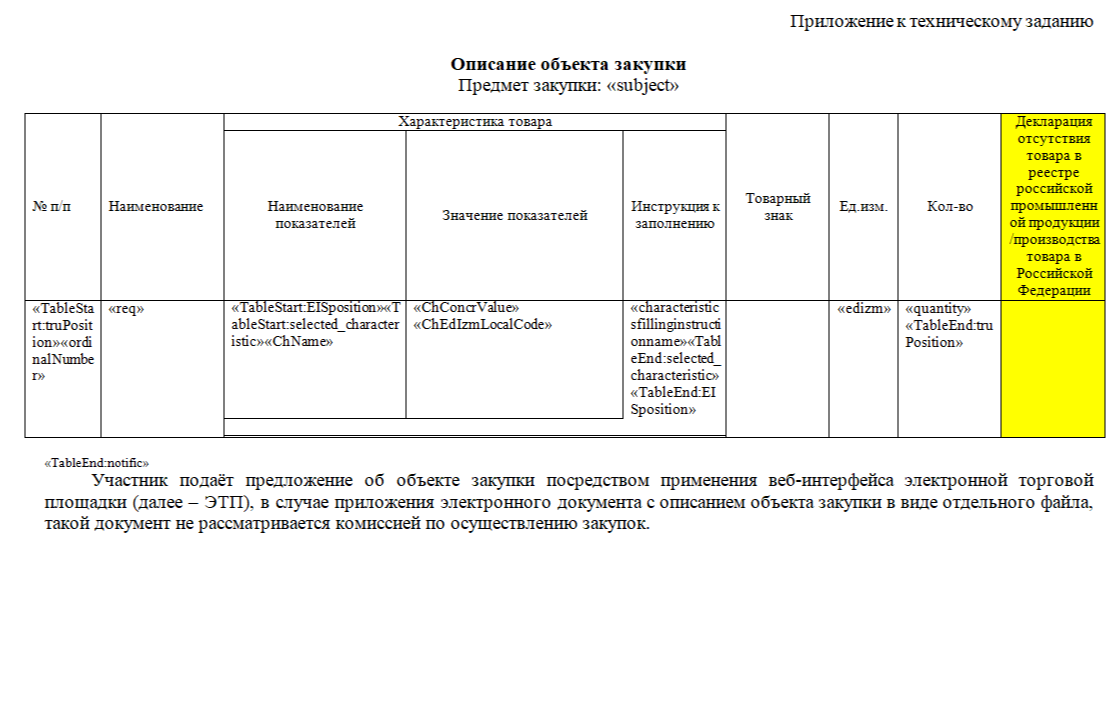 Приложение к техническому заданию
Описание объекта закупки
Предмет закупки: «subject»
№ п/п
Наименование
Характеристика товара
Наименование
показателей
Значение показателей
Инструкция к
заполнению
Товарный
знак
Ед.изм.
Кол-во
Декларация
отсутствия
товара в
реестре
российской
промышленн
ой продукции
/производства
товара в
Российской
Федерации
«TableSta
rt:truPosit
ion»«ordi
nalNumbe
r»
«req»
«TableStart:EISposition»«T
ableStart:selected_character
istic»«ChName»
«ChConcrValue»
«ChEdIzmLocalCode»
«characteristic
sfillinginstructi
onname»«Tabl
eEnd:selected_
characteristic»
«TableEnd:EI
Sposition»
«edizm»
«quantity»
«TableEnd:tru
Position»
«TableEnd:notific»
Участник подаёт предложение об объекте закупки посредством применения веб-интерфейса электронной торговой
площадки (далее – ЭТП), в случае приложения электронного документа с описанием объекта закупки в виде отдельного файла,
такой документ не рассматривается комиссией по осуществлению закупок.